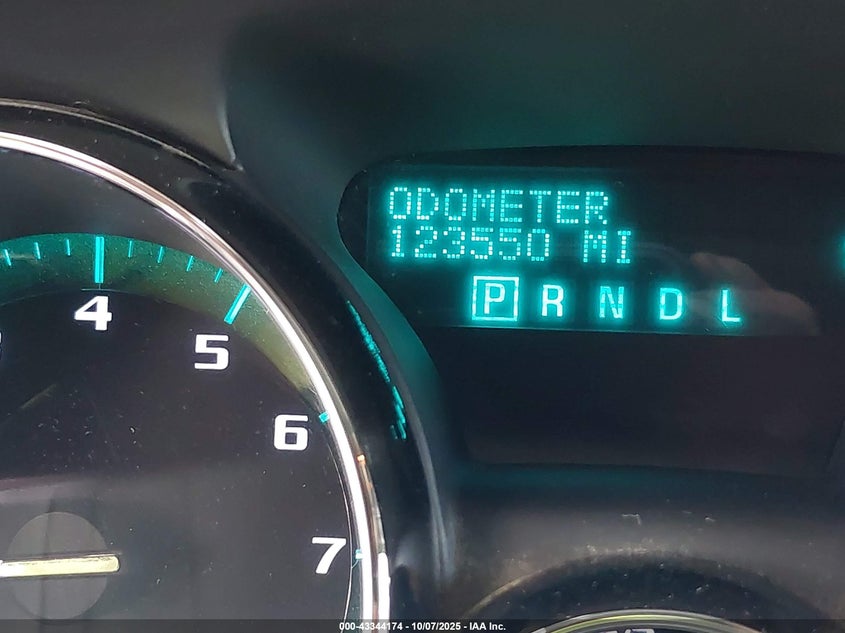 ODOMETER
123550 MI
P R N D L
4
5
6
7
000-43344174 - 10/07/2025 - IAA Inc.